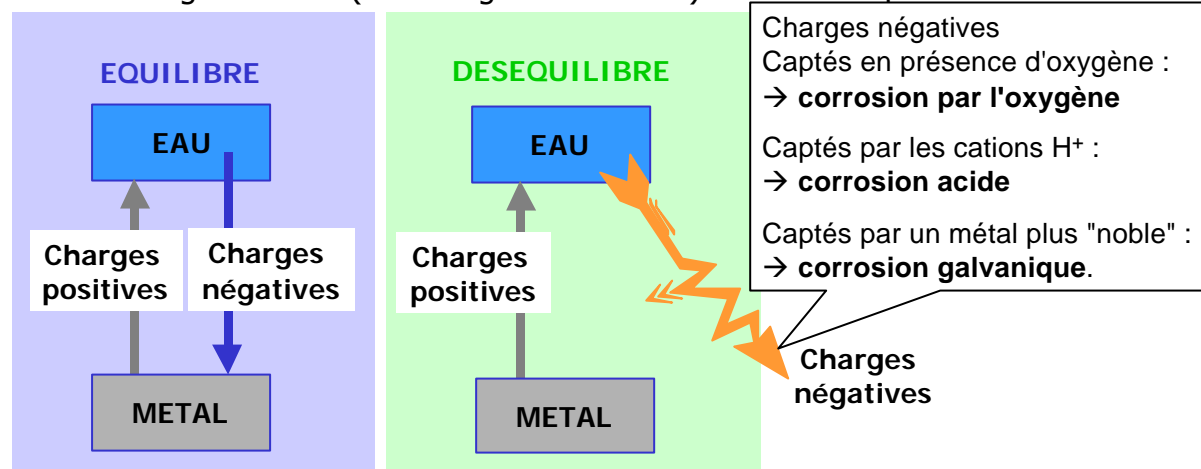 EQUILIBRE
EAU
Charges
positives
Charges
négatives
METAL
DESEQUILIBRE
EAU
Charges
positives
METAL
Charges
négatives
Charges négatives
Captés en présence d'oxygène :
→ corrosion par l'oxygène
Captés par les cations H⁺ :
→ corrosion acide
Captés par un métal plus "noble" :
→ corrosion galvanique.